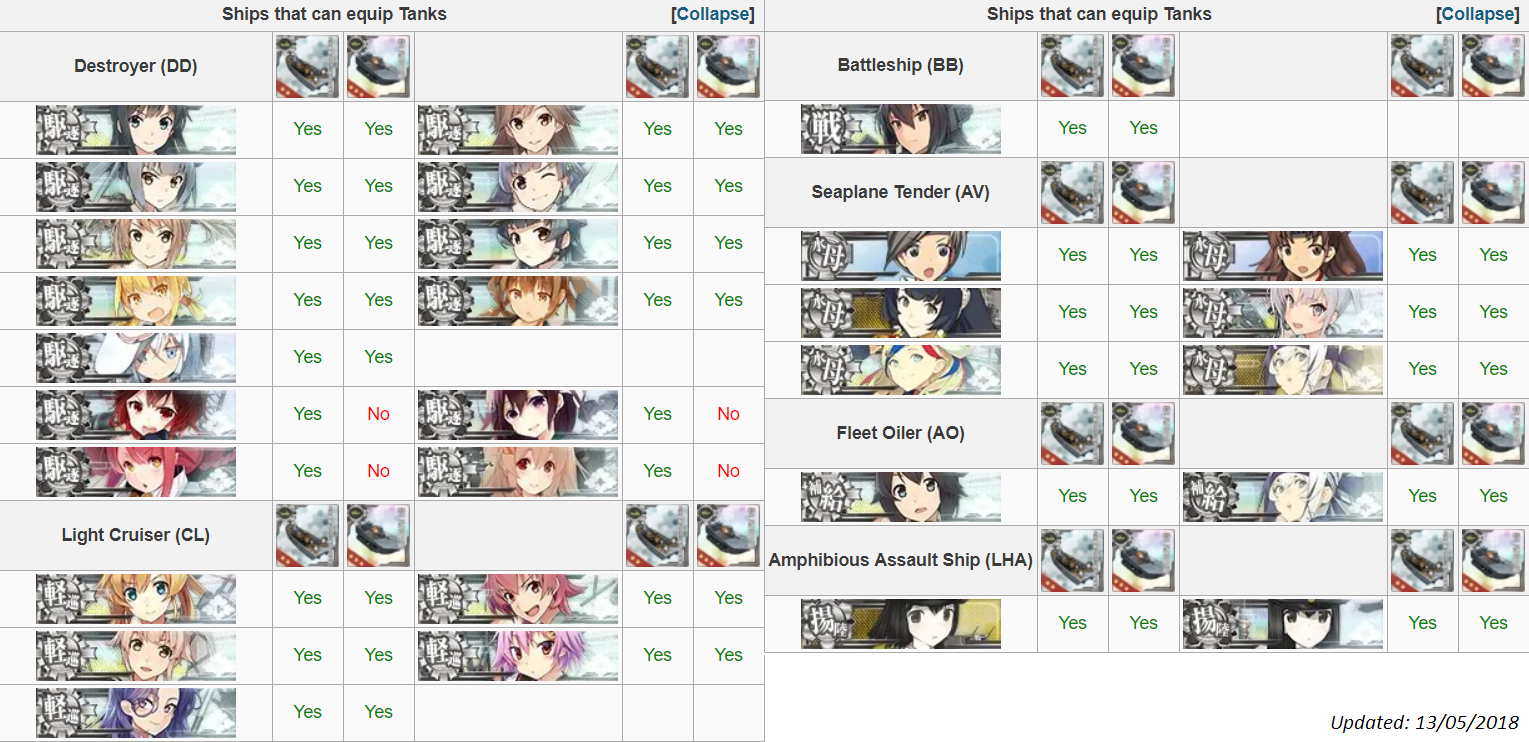 Ships that can equip Tanks [Collapse]
Destroyer (DD)
駆逐 Yes Yes 駆逐 Yes Yes
駆逐 Yes Yes 駆逐 Yes Yes
駆逐 Yes Yes 駆逐 Yes Yes
駆逐 Yes Yes 駆逐 Yes Yes
駆逐 Yes Yes
駆逐 Yes No 駆逐 Yes No
駆逐 Yes No 駆逐 Yes No
Light Cruiser (CL)
軽巡 Yes Yes 軽巡 Yes Yes
軽巡 Yes Yes 軽巡 Yes Yes
軽巡 Yes Yes
Ships that can equip Tanks [Collapse]
Battleship (BB)
戦 Yes Yes
Seaplane Tender (AV)
水母 Yes Yes 水母 Yes Yes
水母 Yes Yes 水母 Yes Yes
水母 Yes Yes 水母 Yes Yes
Fleet Oiler (AO)
補給 Yes Yes 補給 Yes Yes
Amphibious Assault Ship (LHA)
揚陸 Yes Yes 揚陸 Yes Yes
Updated: 13/05/2018